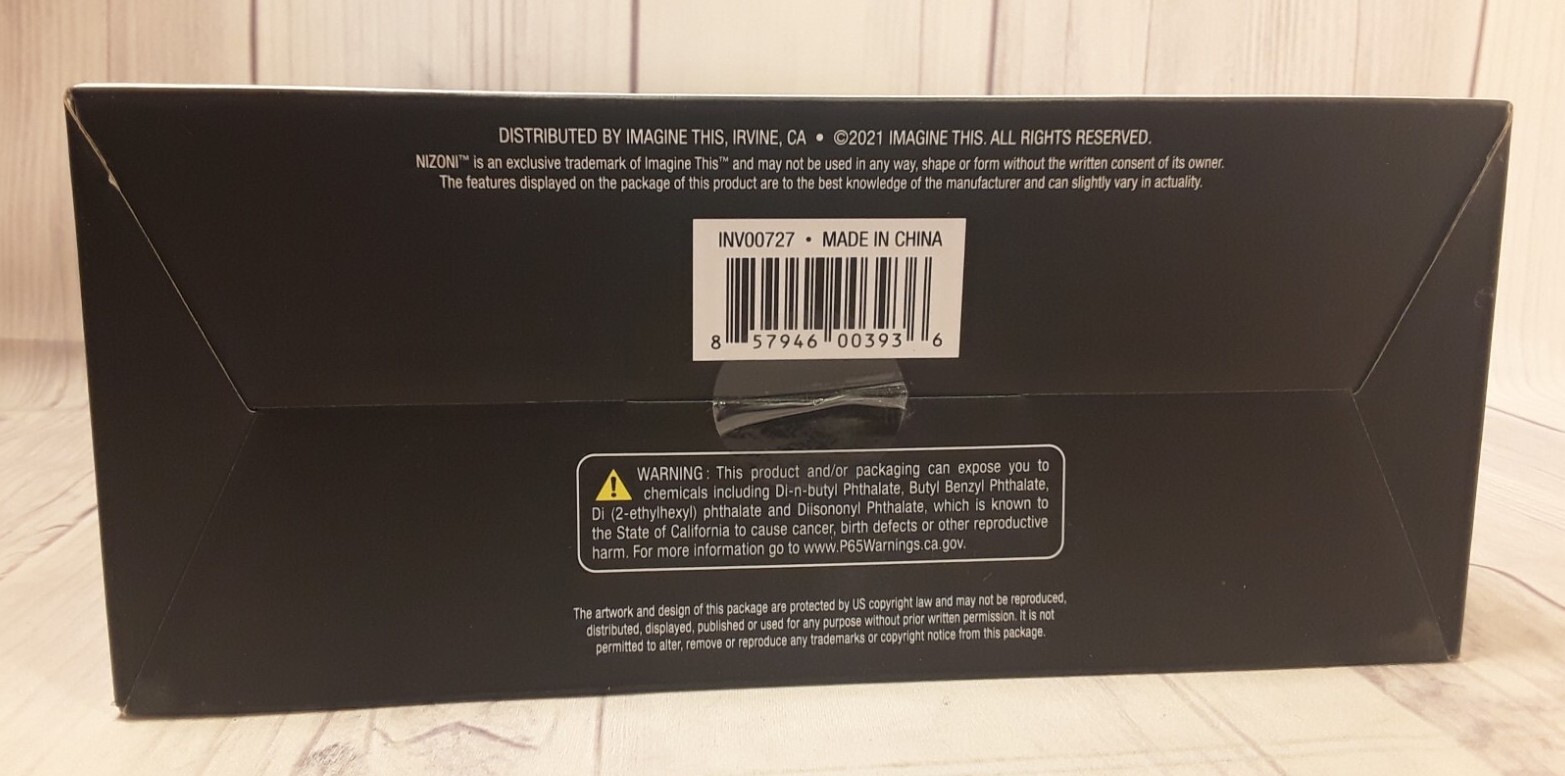 DISTRIBUTED BY IMAGINE THIS, IRVINE, CA • ©2021 IMAGINE THIS. ALL RIGHTS RESERVED.
NIZONI™ is an exclusive trademark of Imagine This™ and may not be used in any way, shape or form without the written consent of its owner.
The features displayed on the package of this product are to the best knowledge of the manufacturer and can slightly vary in actuality.
INV00727 • MADE IN CHINA
8 57946 00393 6
WARNING : This product and/or packaging can expose you to
chemicals including Di-n-butyl Phthalate, Butyl Benzyl Phthalate,
Di (2-ethylhexyl) phthalate and Diisononyl Phthalate, which is known to
the State of California to cause cancer, birth defects or other reproductive
harm. For more information go to www.P65Warnings.ca.gov.
The artwork and design of this package are protected by US copyright law and may not be reproduced,
distributed, displayed, published or used for any purpose without prior written permission. It is not
permitted to alter, remove or reproduce any trademarks or copyright notice from this package.